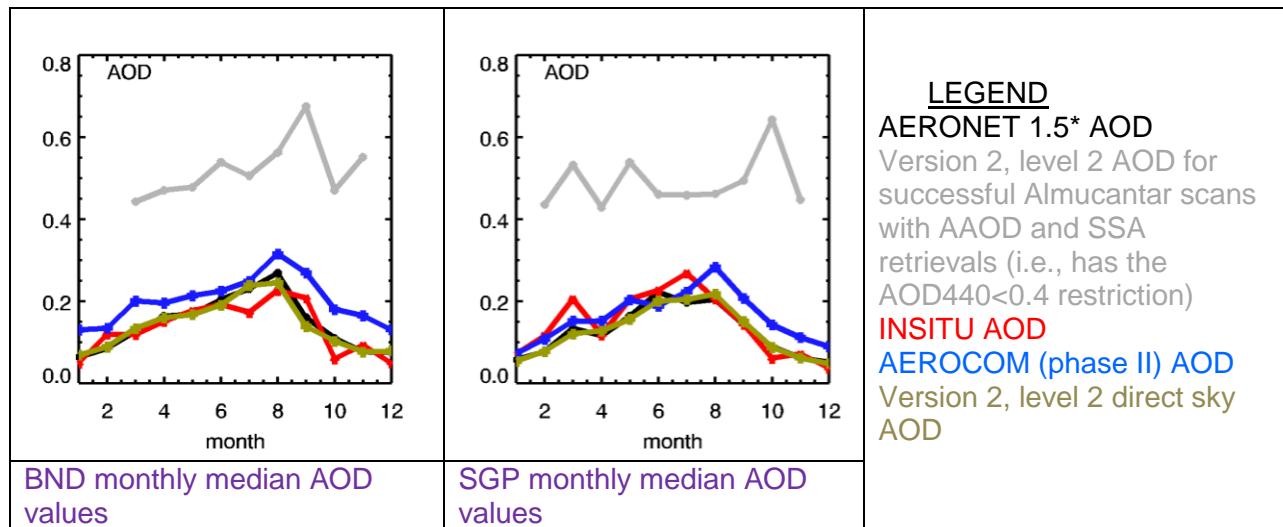 0.8
AOD
0.6
0.4
0.2
0.0
2 4 6 8 10 12
month
BND monthly median AOD
values
0.8
AOD
0.6
0.4
0.2
0.0
2 4 6 8 10 12
month
SGP monthly median AOD
values
LEGEND
AERONET 1.5* AOD
Version 2, level 2 AOD for
successful Almucantar scans
with AAOD and SSA
retrievals (i.e., has the
AOD440<0.4 restriction)
INSITU AOD
AEROCOM (phase II) AOD
Version 2, level 2 direct sky
AOD